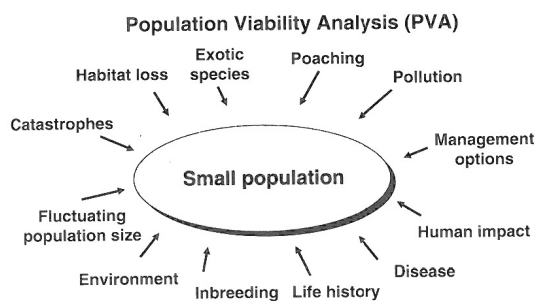 Population Viability Analysis (PVA)
Exotic
species
Poaching
Habitat loss
Pollution
Catastrophes
Management
options
Small population
Fluctuating
population size
Human impact
Environment
Inbreeding
Life history
Disease